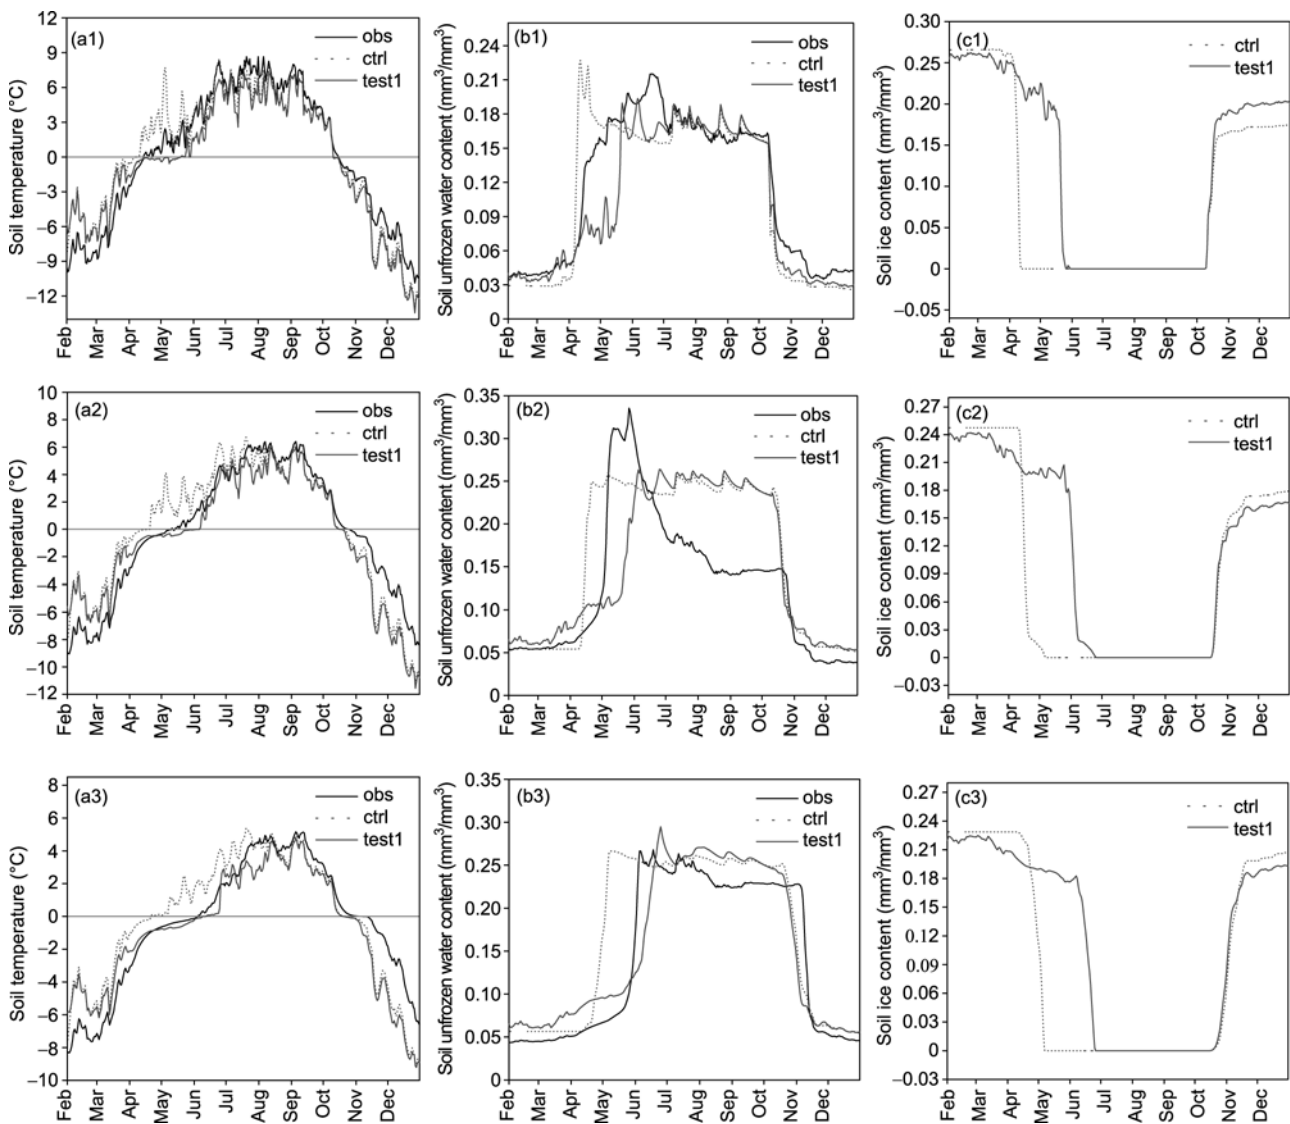 (a1)
obs
ctrl
test1
Soil temperature (°C)
12
9
6
3
0
−3
−6
−9
−12
Feb Mar Apr May Jun Jul Aug Sep Oct Nov Dec
(b1)
obs
ctrl
test1
Soil unfrozen water content (mm³/mm³)
0.24
0.21
0.18
0.15
0.12
0.09
0.06
0.03
0
Feb Mar Apr May Jun Jul Aug Sep Oct Nov Dec
(c1)
ctrl
test1
Soil ice content (mm³/mm³)
0.30
0.25
0.20
0.15
0.10
0.05
0
−0.05
Feb Mar Apr May Jun Jul Aug Sep Oct Nov Dec
(a2)
obs
ctrl
test1
Soil temperature (°C)
10
8
6
4
2
0
−2
−4
−6
−8
−10
−12
Feb Mar Apr May Jun Jul Aug Sep Oct Nov Dec
(b2)
obs
ctrl
test1
Soil unfrozen water content (mm³/mm³)
0.35
0.30
0.25
0.20
0.15
0.10
0.05
0
Feb Mar Apr May Jun Jul Aug Sep Oct Nov Dec
(c2)
ctrl
test1
Soil ice content (mm³/mm³)
0.27
0.24
0.21
0.18
0.15
0.12
0.09
0.06
0.03
0
−0.03
Feb Mar Apr May Jun Jul Aug Sep Oct Nov Dec
(a3)
obs
ctrl
test1
Soil temperature (°C)
8
6
4
2
0
−2
−4
−6
−8
−10
Feb Mar Apr May Jun Jul Aug Sep Oct Nov Dec
(b3)
obs
ctrl
test1
Soil unfrozen water content (mm³/mm³)
0.35
0.30
0.25
0.20
0.15
0.10
0.05
0
Feb Mar Apr May Jun Jul Aug Sep Oct Nov Dec
(c3)
ctrl
test1
Soil ice content (mm³/mm³)
0.27
0.24
0.21
0.18
0.15
0.12
0.09
0.06
0.03
0
−0.03
Feb Mar Apr May Jun Jul Aug Sep Oct Nov Dec